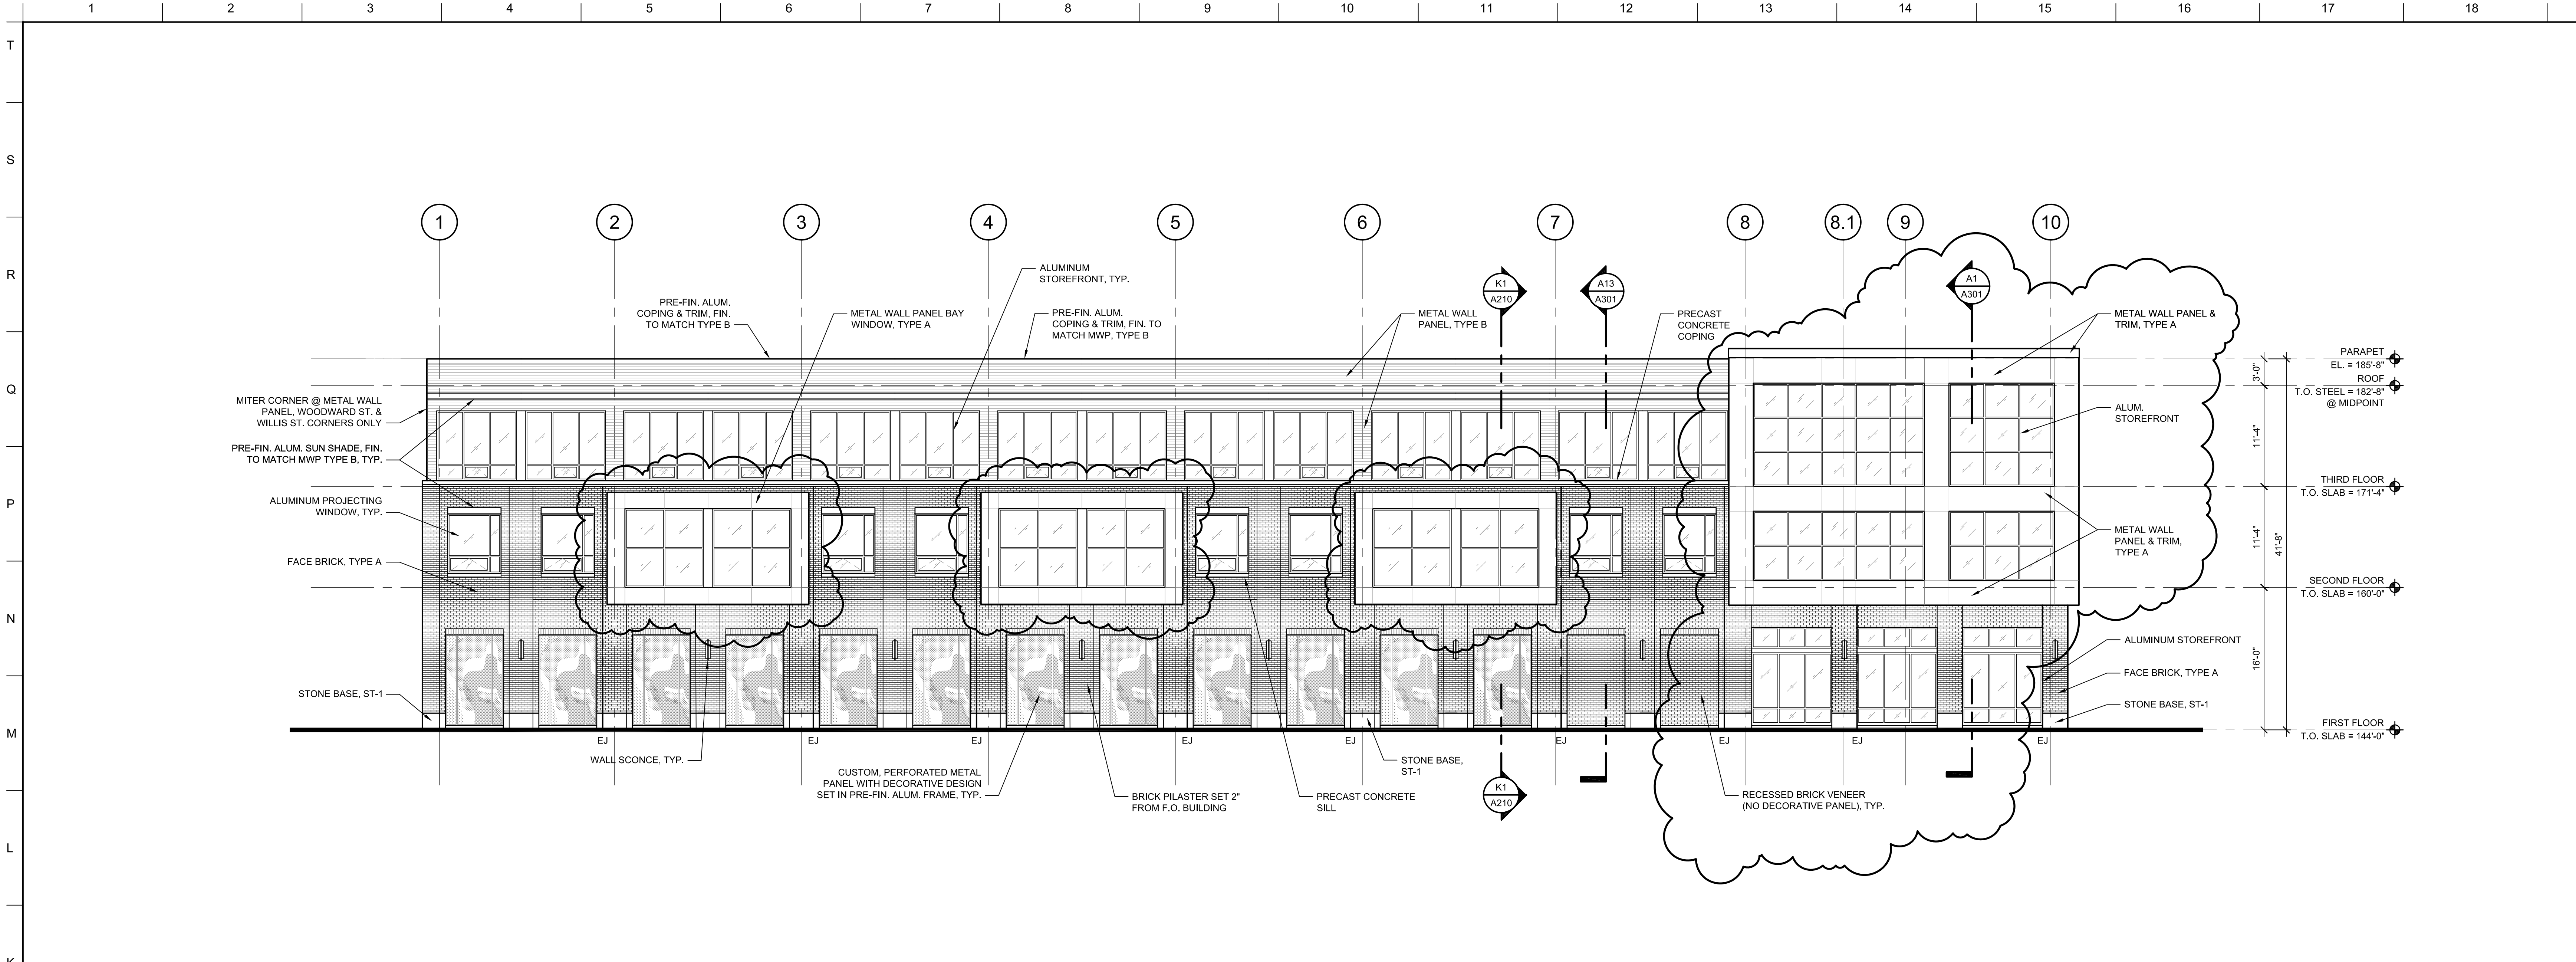 1 2 3 4 5 6 7 8 9 10 11 12 13 14 15 16 17 18
T
S
R
Q
P
N
M
L
K
1 2 3 4 5 6 7 8 8.1 9 10
ALUMINUM
STOREFRONT, TYP.
K1
A210
A13
A301
A1
A301
PRE-FIN. ALUM.
COPING & TRIM, FIN.
TO MATCH TYPE B
METAL WALL PANEL BAY
WINDOW, TYPE A
PRE-FIN. ALUM.
COPING & TRIM, FIN. TO
MATCH MWP, TYPE B
METAL WALL
PANEL, TYPE B
PRECAST
CONCRETE
COPING
METAL WALL PANEL &
TRIM, TYPE A
MITER CORNER @ METAL WALL
PANEL, WOODWARD ST. &
WILLIS ST. CORNERS ONLY
PRE-FIN. ALUM. SUN SHADE, FIN.
TO MATCH MWP TYPE B, TYP.
ALUMINUM PROJECTING
WINDOW, TYP.
FACE BRICK, TYPE A
STONE BASE, ST-1
ALUM.
STOREFRONT
METAL WALL
PANEL & TRIM,
TYPE A
ALUMINUM STOREFRONT
FACE BRICK, TYPE A
STONE BASE, ST-1
3'-0"
11'-4"
11'-4"
16'-0"
41'-8"
PARAPET
EL. = 185'-8"
ROOF
T.O. STEEL = 182'-8"
@ MIDPOINT
THIRD FLOOR
T.O. SLAB = 171'-4"
SECOND FLOOR
T.O. SLAB = 160'-0"
FIRST FLOOR
T.O. SLAB = 144'-0"
EJ EJ EJ EJ EJ EJ EJ EJ EJ
WALL SCONCE, TYP.
CUSTOM, PERFORATED METAL
PANEL WITH DECORATIVE DESIGN
SET IN PRE-FIN. ALUM. FRAME, TYP.
BRICK PILASTER SET 2"
FROM F.O. BUILDING
PRECAST CONCRETE
SILL
STONE BASE,
ST-1
K1
A210
RECESSED BRICK VENEER
(NO DECORATIVE PANEL), TYP.